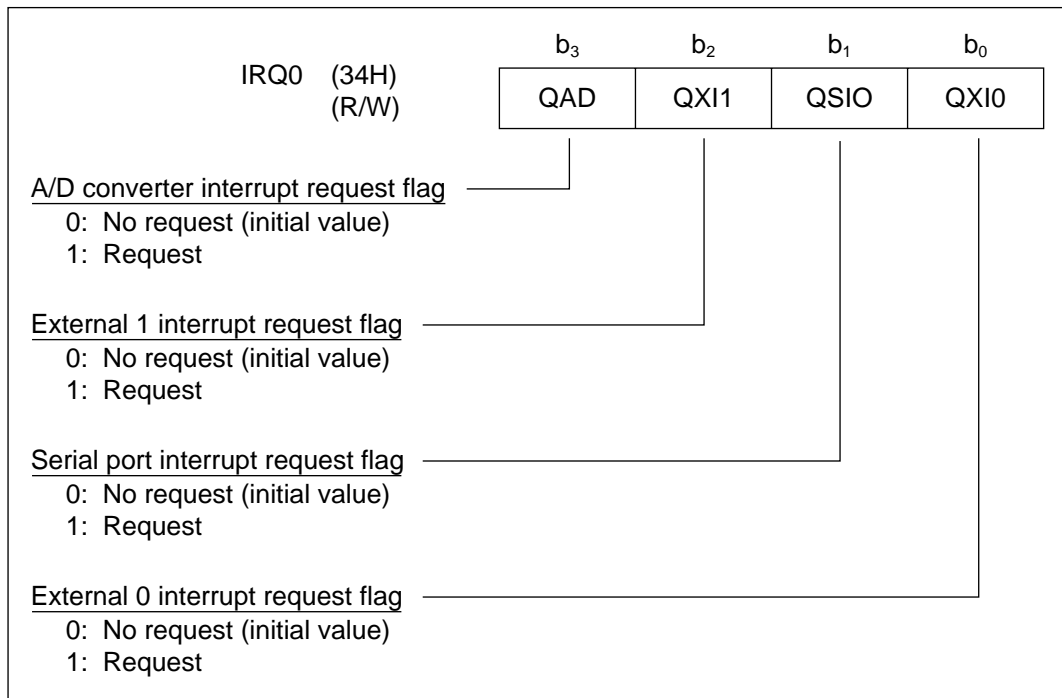 b3 b2 b1 b0
IRQ0 (34H)
(R/W)
QAD QXI1 QSIO QXI0
A/D converter interrupt request flag
0: No request (initial value)
1: Request
External 1 interrupt request flag
0: No request (initial value)
1: Request
Serial port interrupt request flag
0: No request (initial value)
1: Request
External 0 interrupt request flag
0: No request (initial value)
1: Request